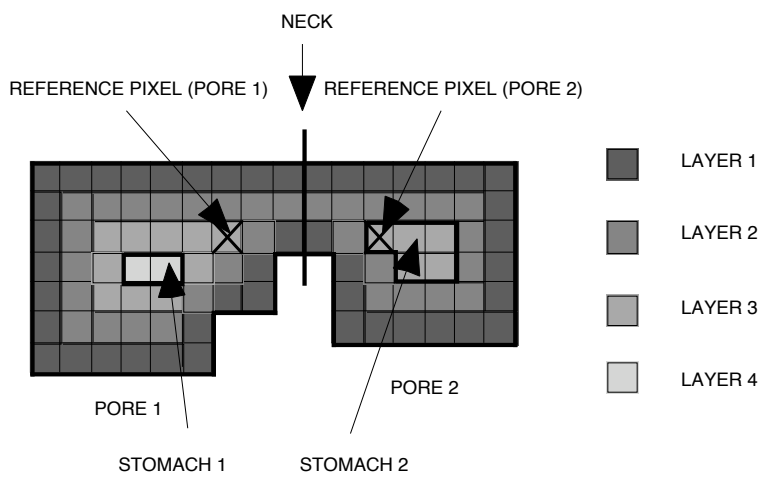 NECK
REFERENCE PIXEL (PORE 1)
REFERENCE PIXEL (PORE 2)
LAYER 1
LAYER 2
LAYER 3
LAYER 4
PORE 1
PORE 2
STOMACH 1
STOMACH 2